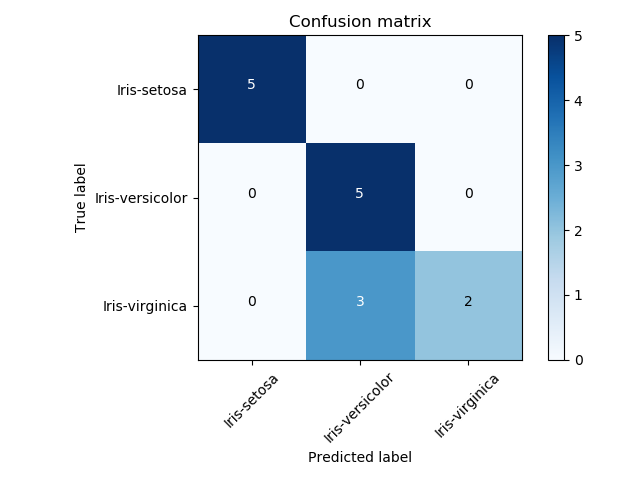 Confusion matrix
Iris-setosa 5 0 0
Iris-versicolor 0 5 0
Iris-virginica 0 3 2
True label
Iris-setosa Iris-versicolor Iris-virginica
Predicted label
5
4
3
2
1
0